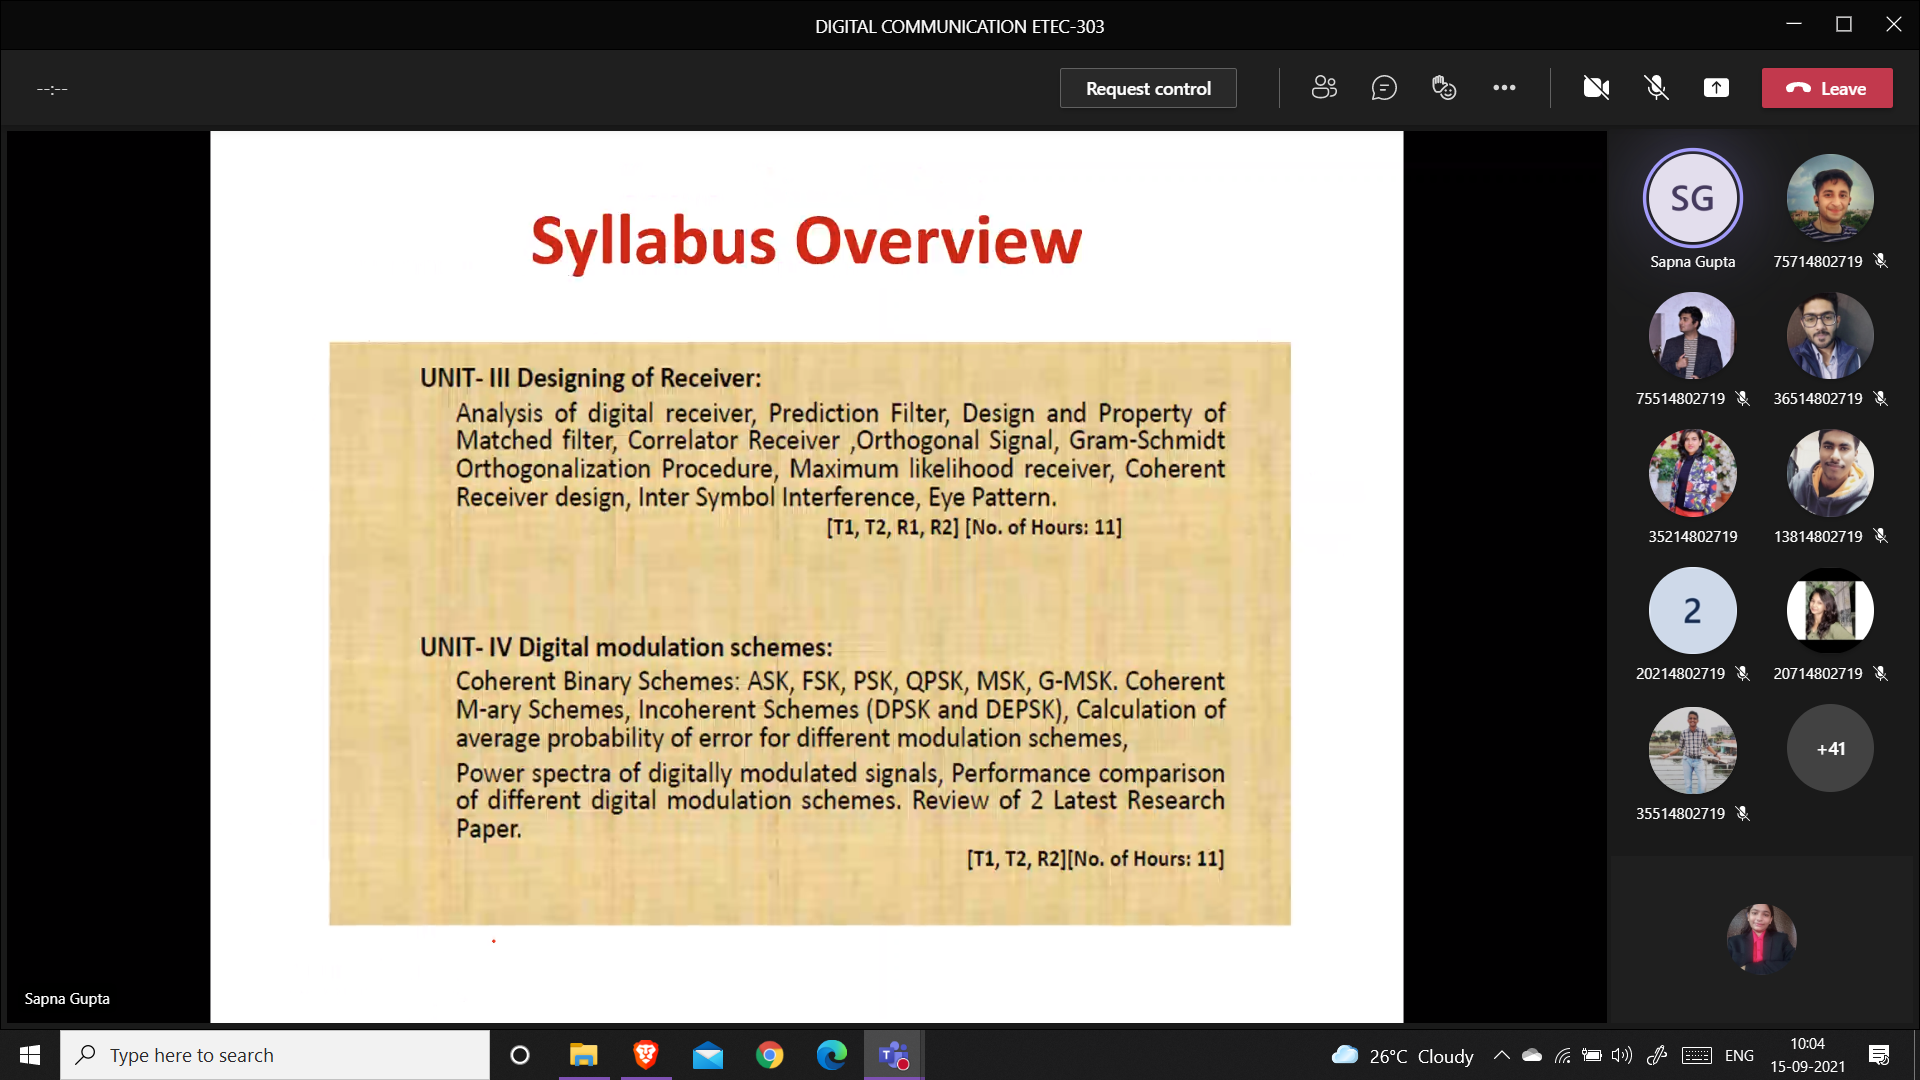 DIGITAL COMMUNICATION ETEC-303
--:--
Request control
Leave
Syllabus Overview
UNIT- III Designing of Receiver:
Analysis of digital receiver, Prediction Filter, Design and Property of
Matched filter, Correlator Receiver ,Orthogonal Signal, Gram-Schmidt
Orthogonalization Procedure, Maximum likelihood receiver, Coherent
Receiver design, Inter Symbol Interference, Eye Pattern.
[T1, T2, R1, R2] [No. of Hours: 11]
UNIT- IV Digital modulation schemes:
Coherent Binary Schemes: ASK, FSK, PSK, QPSK, MSK, G-MSK. Coherent
M-ary Schemes, Incoherent Schemes (DPSK and DEPSK), Calculation of
average probability of error for different modulation schemes,
Power spectra of digitally modulated signals, Performance comparison
of different digital modulation schemes. Review of 2 Latest Research
Paper.
[T1, T2, R2][No. of Hours: 11]
Sapna Gupta
SG
Sapna Gupta
75714802719
75514802719
36514802719
35214802719
13814802719
2
20214802719
20714802719
35514802719
+41
Type here to search
26°C Cloudy
ENG
10:04
15-09-2021